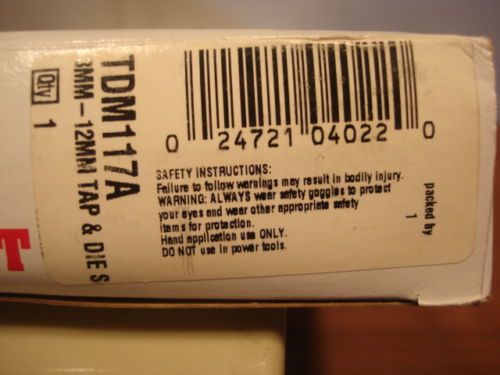 TDM117A
3MM - 12MM TAP & DIE S
Qty 1
0 24721 04022 0
SAFETY INSTRUCTIONS:
Failure to follow warnings may result in bodily injury.
WARNING: ALWAYS wear safety goggles to protect
your eyes and wear other appropriate safety
items for protection.
Hand application use ONLY.
DO NOT use in power tools.
packed by
1
T